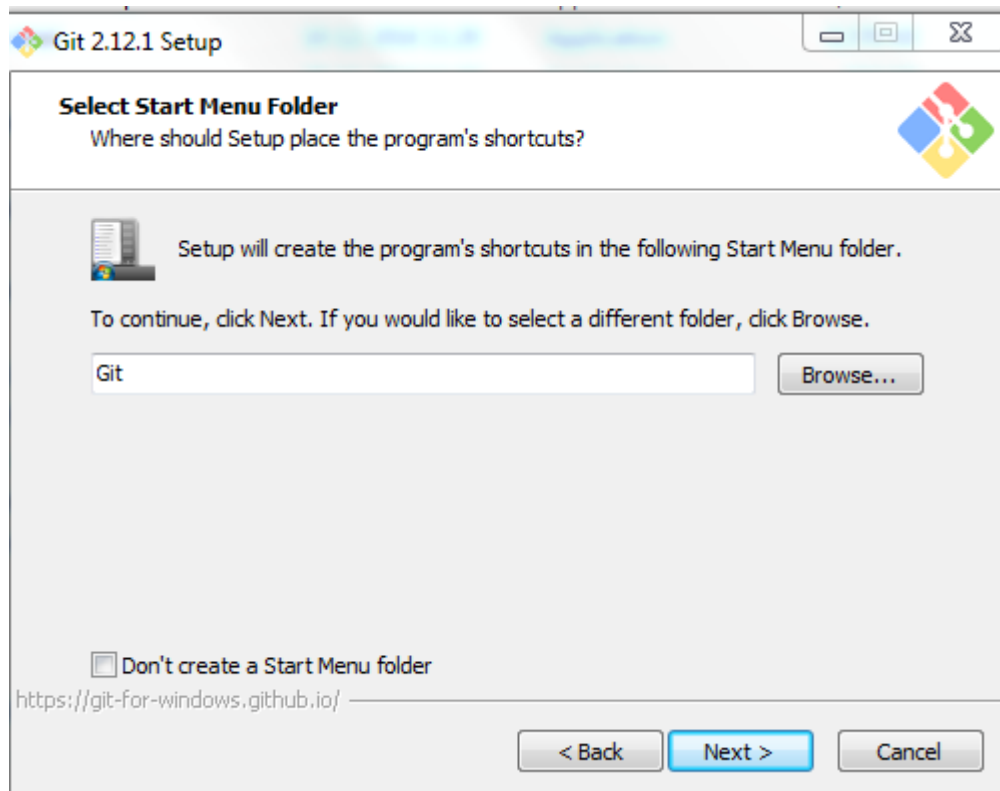 Git 2.12.1 Setup
Select Start Menu Folder
Where should Setup place the program's shortcuts?
Setup will create the program's shortcuts in the following Start Menu folder.
To continue, click Next. If you would like to select a different folder, click Browse.
Git
Browse...
Don't create a Start Menu folder
https://git-for-windows.github.io/
< Back
Next >
Cancel